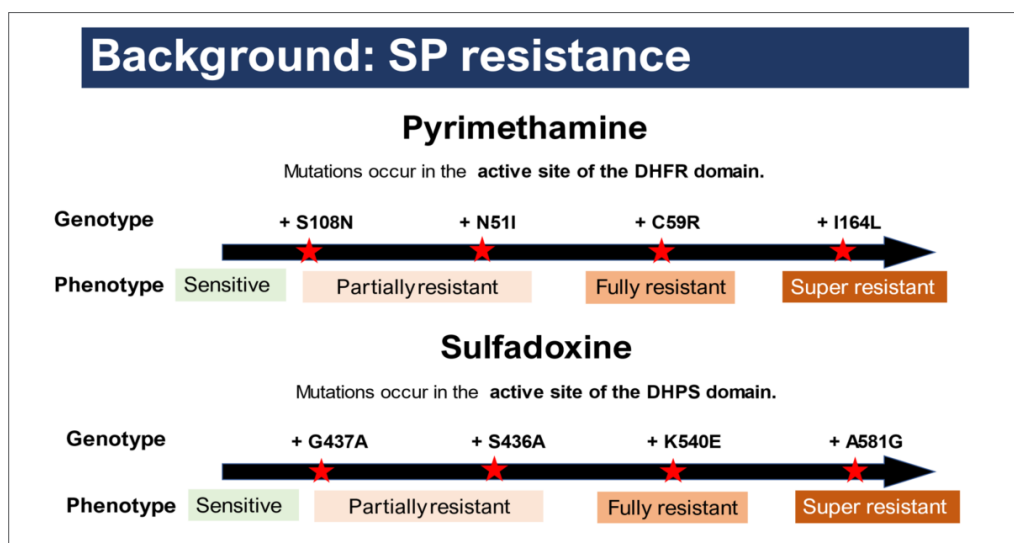 Background: SP resistance
Pyrimethamine
Mutations occur in the active site of the DHFR domain.
Genotype + S108N + N51I + C59R + I164L
Phenotype Sensitive Partially resistant Fully resistant Super resistant
Sulfadoxine
Mutations occur in the active site of the DHPS domain.
Genotype + G437A + S436A + K540E + A581G
Phenotype Sensitive Partially resistant Fully resistant Super resistant